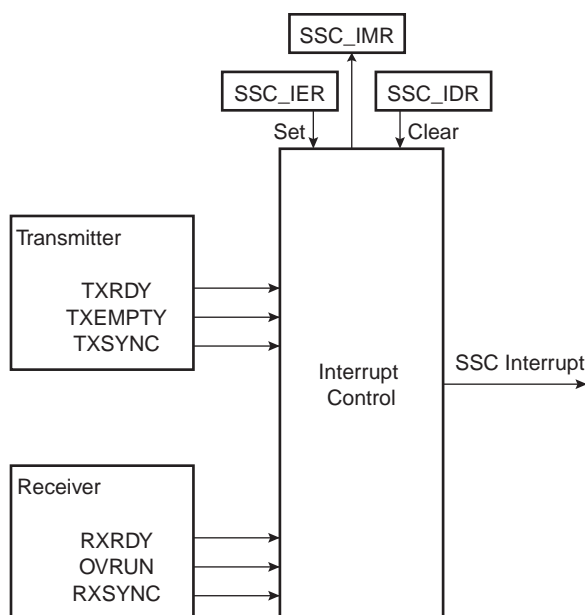 SSC_IMR
SSC_IER
SSC_IDR
Set
Clear
Transmitter
TXRDY
TXEMPTY
TXSYNC
Interrupt
Control
SSC Interrupt
Receiver
RXRDY
OVRUN
RXSYNC